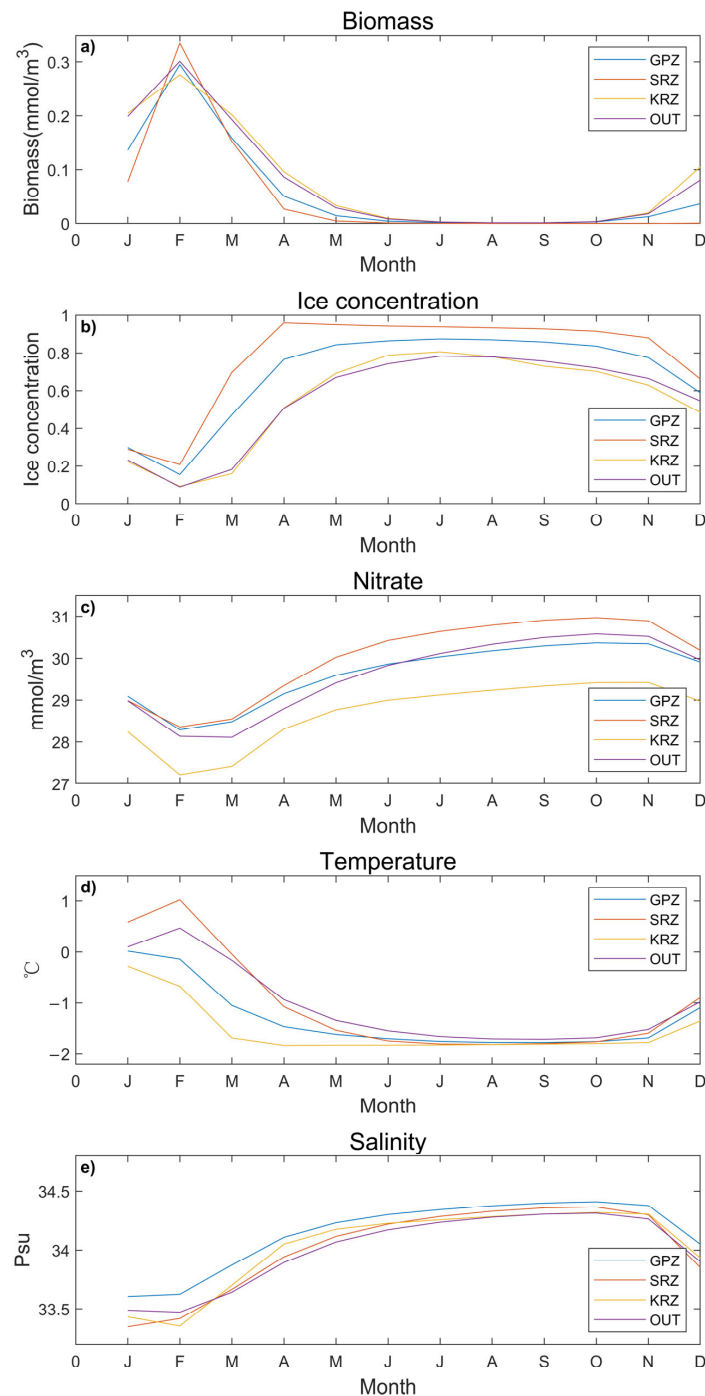 Biomass
a)
Biomass(mmol/m³)
0.3
0.2
0.1
0
GPZ
SRZ
KRZ
OUT
0 J F M A M J J A S O N D
Month
Ice concentration
b)
Ice concentration
1
0.8
0.6
0.4
0.2
0
GPZ
SRZ
KRZ
OUT
0 J F M A M J J A S O N D
Month
Nitrate
c)
mmol/m³
31
30
29
28
27
GPZ
SRZ
KRZ
OUT
0 J F M A M J J A S O N D
Month
Temperature
d)
℃
1
0
−1
−2
GPZ
SRZ
KRZ
OUT
0 J F M A M J J A S O N D
Month
Salinity
e)
Psu
34.5
34
33.5
GPZ
SRZ
KRZ
OUT
0 J F M A M J J A S O N D
Month